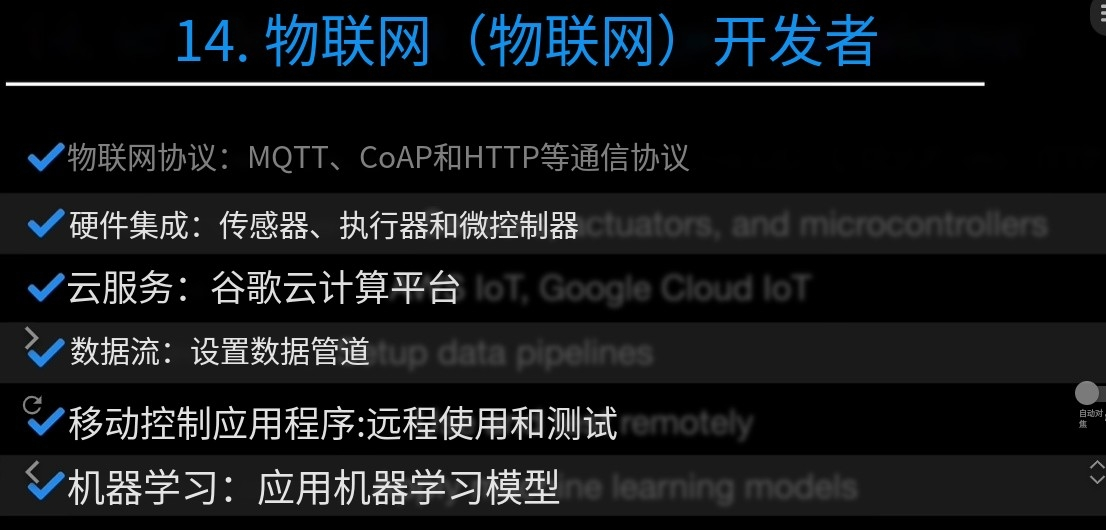 14. 物联网（物联网）开发者
物联网协议：MQTT、CoAP和HTTP等通信协议
硬件集成：传感器、执行器和微控制器 actuators, and microcontrollers
云服务：谷歌云计算平台 IoT, Google Cloud IoT
数据流：设置数据管道 setup data pipelines
自动对
焦
移动控制应用程序:远程使用和测试 remotely
机器学习：应用机器学习模型 learning models